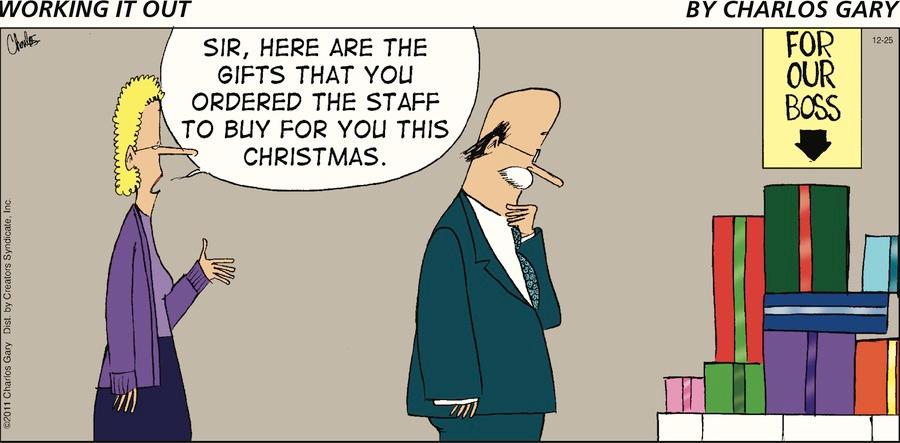 WORKING IT OUT
BY CHARLOS GARY
Charlos
12-25
SIR, HERE ARE THE
GIFTS THAT YOU
ORDERED THE STAFF
TO BUY FOR YOU THIS
CHRISTMAS.
FOR
OUR
BOSS
©2011 Charlos Gary Dist. by Creators Syndicate, Inc.